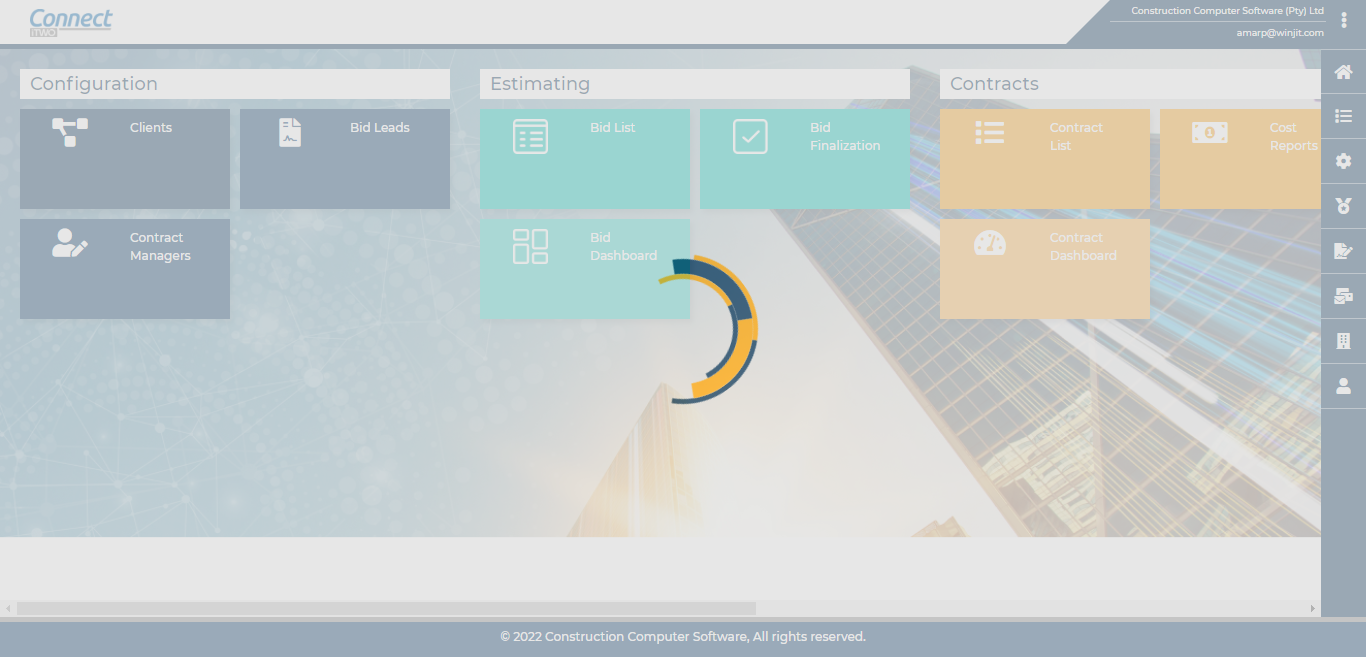 Connect
iTWO
Construction Computer Software (Pty) Ltd
amarp@winjit.com
Configuration
Estimating
Contracts
Clients
Bid Leads
Bid List
Bid
Finalization
Contract
List
Cost
Reports
Contract
Managers
Bid
Dashboard
Contract
Dashboard
© 2022 Construction Computer Software, All rights reserved.